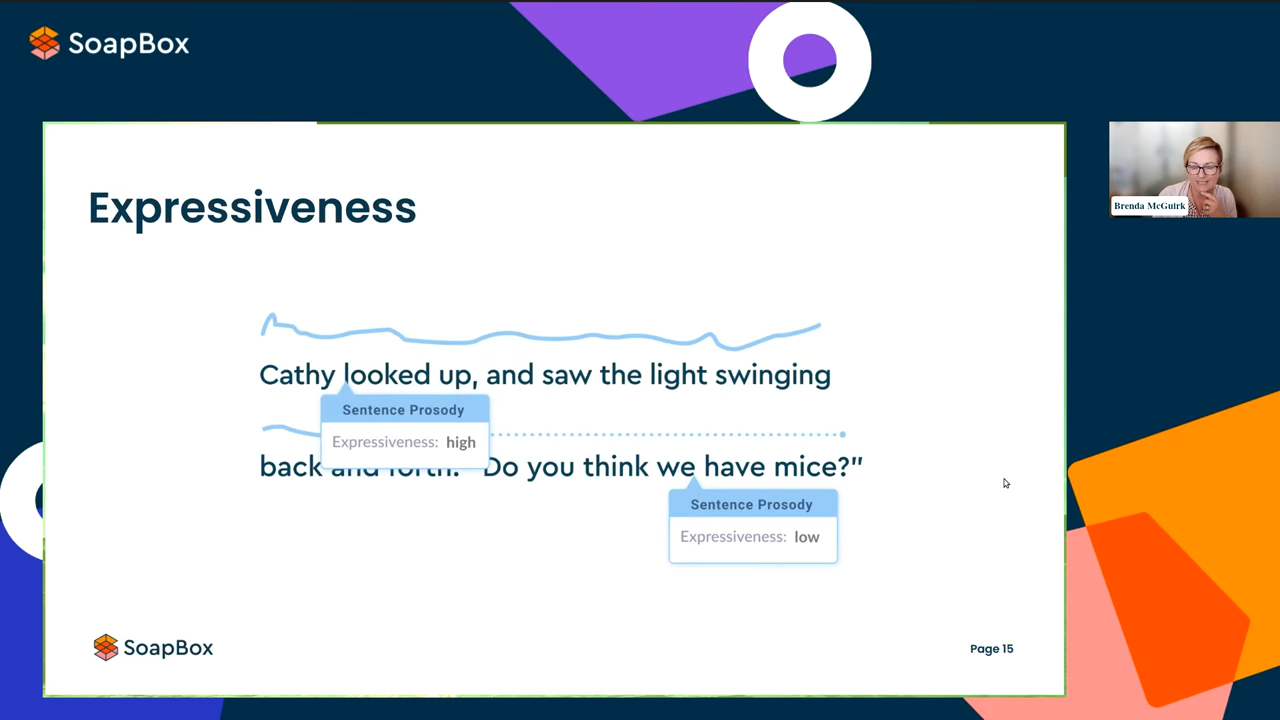 SoapBox
Brenda McGuirk
Expressiveness
Cathy looked up, and saw the light swinging
Sentence Prosody
Expressiveness: high
back and forth. “Do you think we have mice?”
Sentence Prosody
Expressiveness: low
SoapBox
Page 15